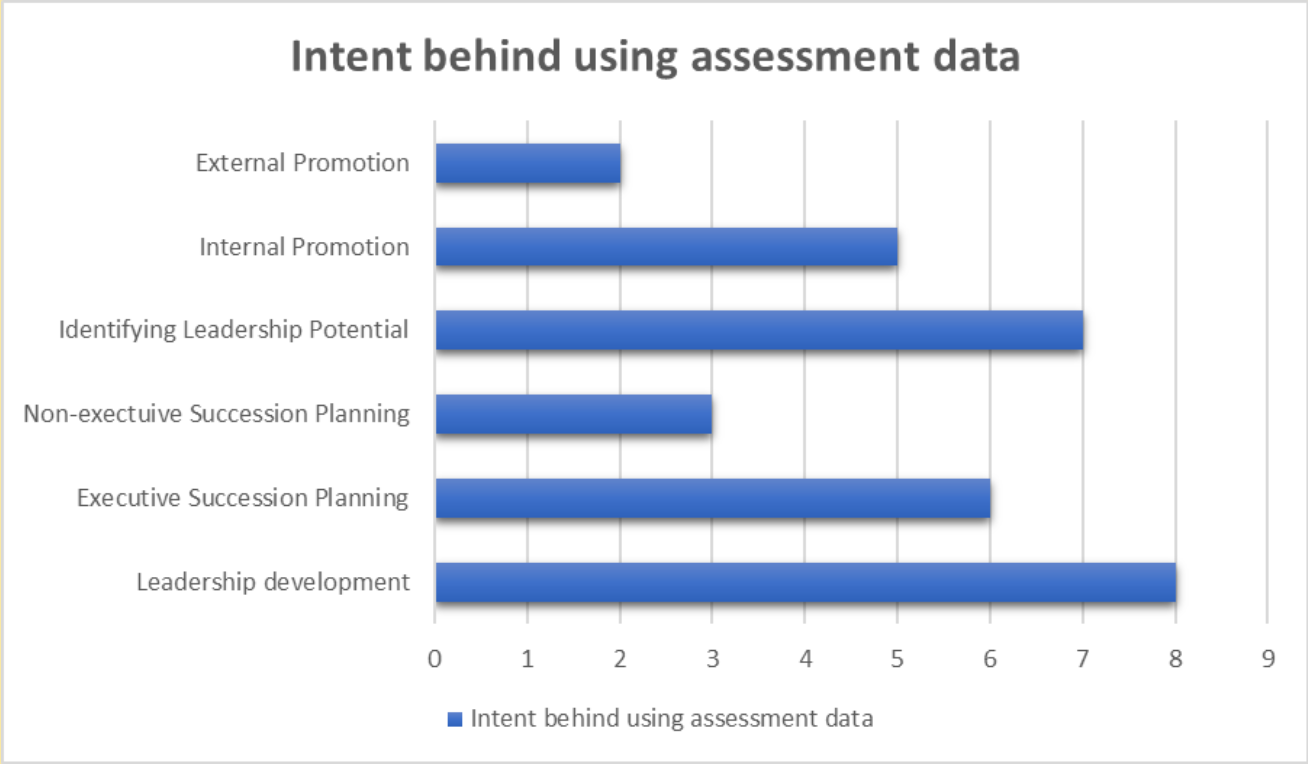 Intent behind using assessment data
External Promotion
Internal Promotion
Identifying Leadership Potential
Non-exectuive Succession Planning
Executive Succession Planning
Leadership development
0 1 2 3 4 5 6 7 8 9
Intent behind using assessment data